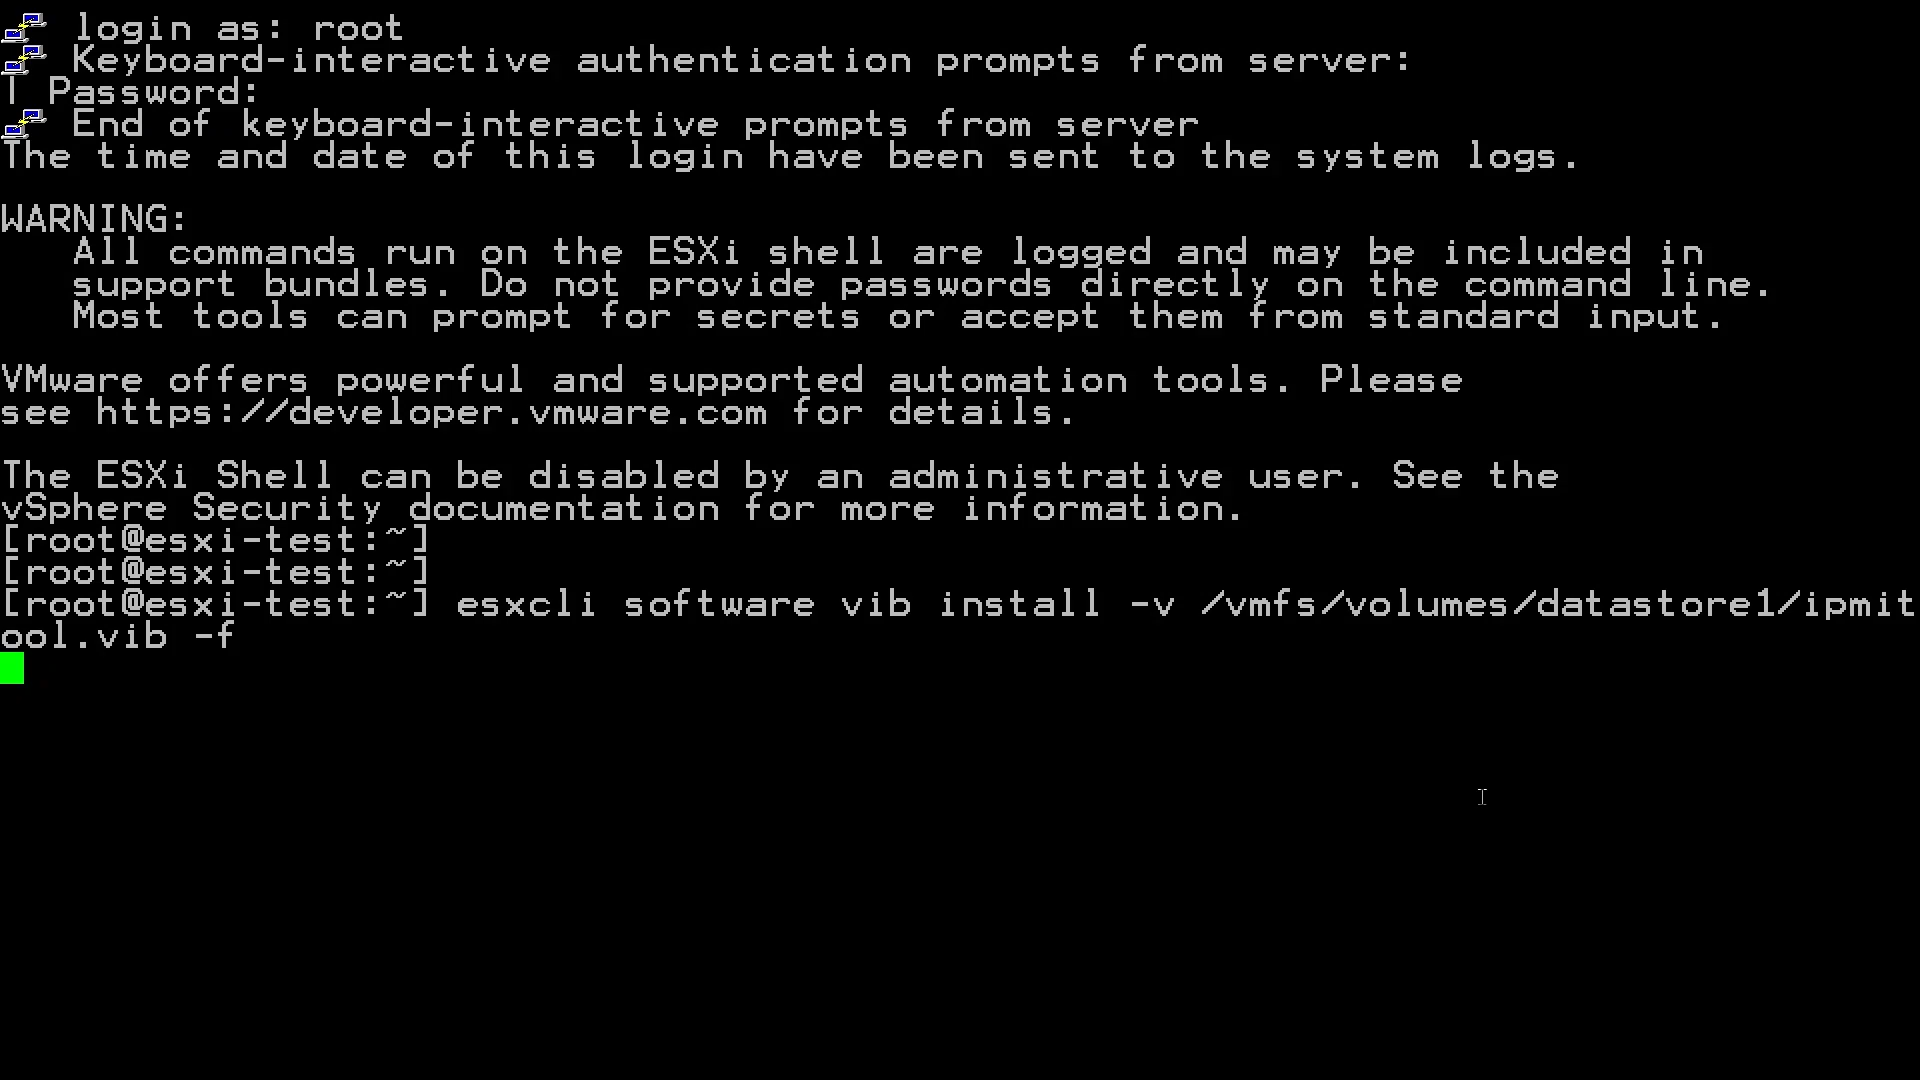 login as: root
Keyboard-interactive authentication prompts from server:
| Password:
End of keyboard-interactive prompts from server
The time and date of this login have been sent to the system logs.
WARNING:
All commands run on the ESXi shell are logged and may be included in
support bundles. Do not provide passwords directly on the command line.
Most tools can prompt for secrets or accept them from standard input.
VMware offers powerful and supported automation tools. Please
see https://developer.vmware.com for details.
The ESXi Shell can be disabled by an administrative user. See the
vSphere Security documentation for more information.
[root@esxi-test:~]
[root@esxi-test:~]
[root@esxi-test:~] esxcli software vib install -v /vmfs/volumes/datastore1/ipmit
ool.vib -f